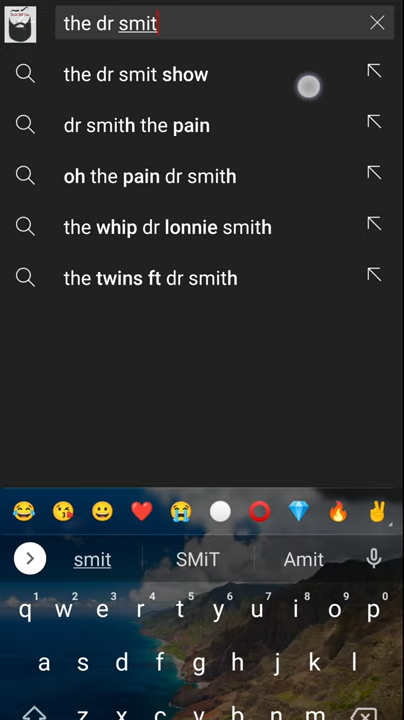 the dr smit
the dr smit show
dr smith the pain
oh the pain dr smith
the whip dr lonnie smith
the twins ft dr smith
smit SMiT Amit
1 2 3 4 5 6 7 8 9 0
q w e r t y u i o p
a s d f g h j k l
z x c v b n m